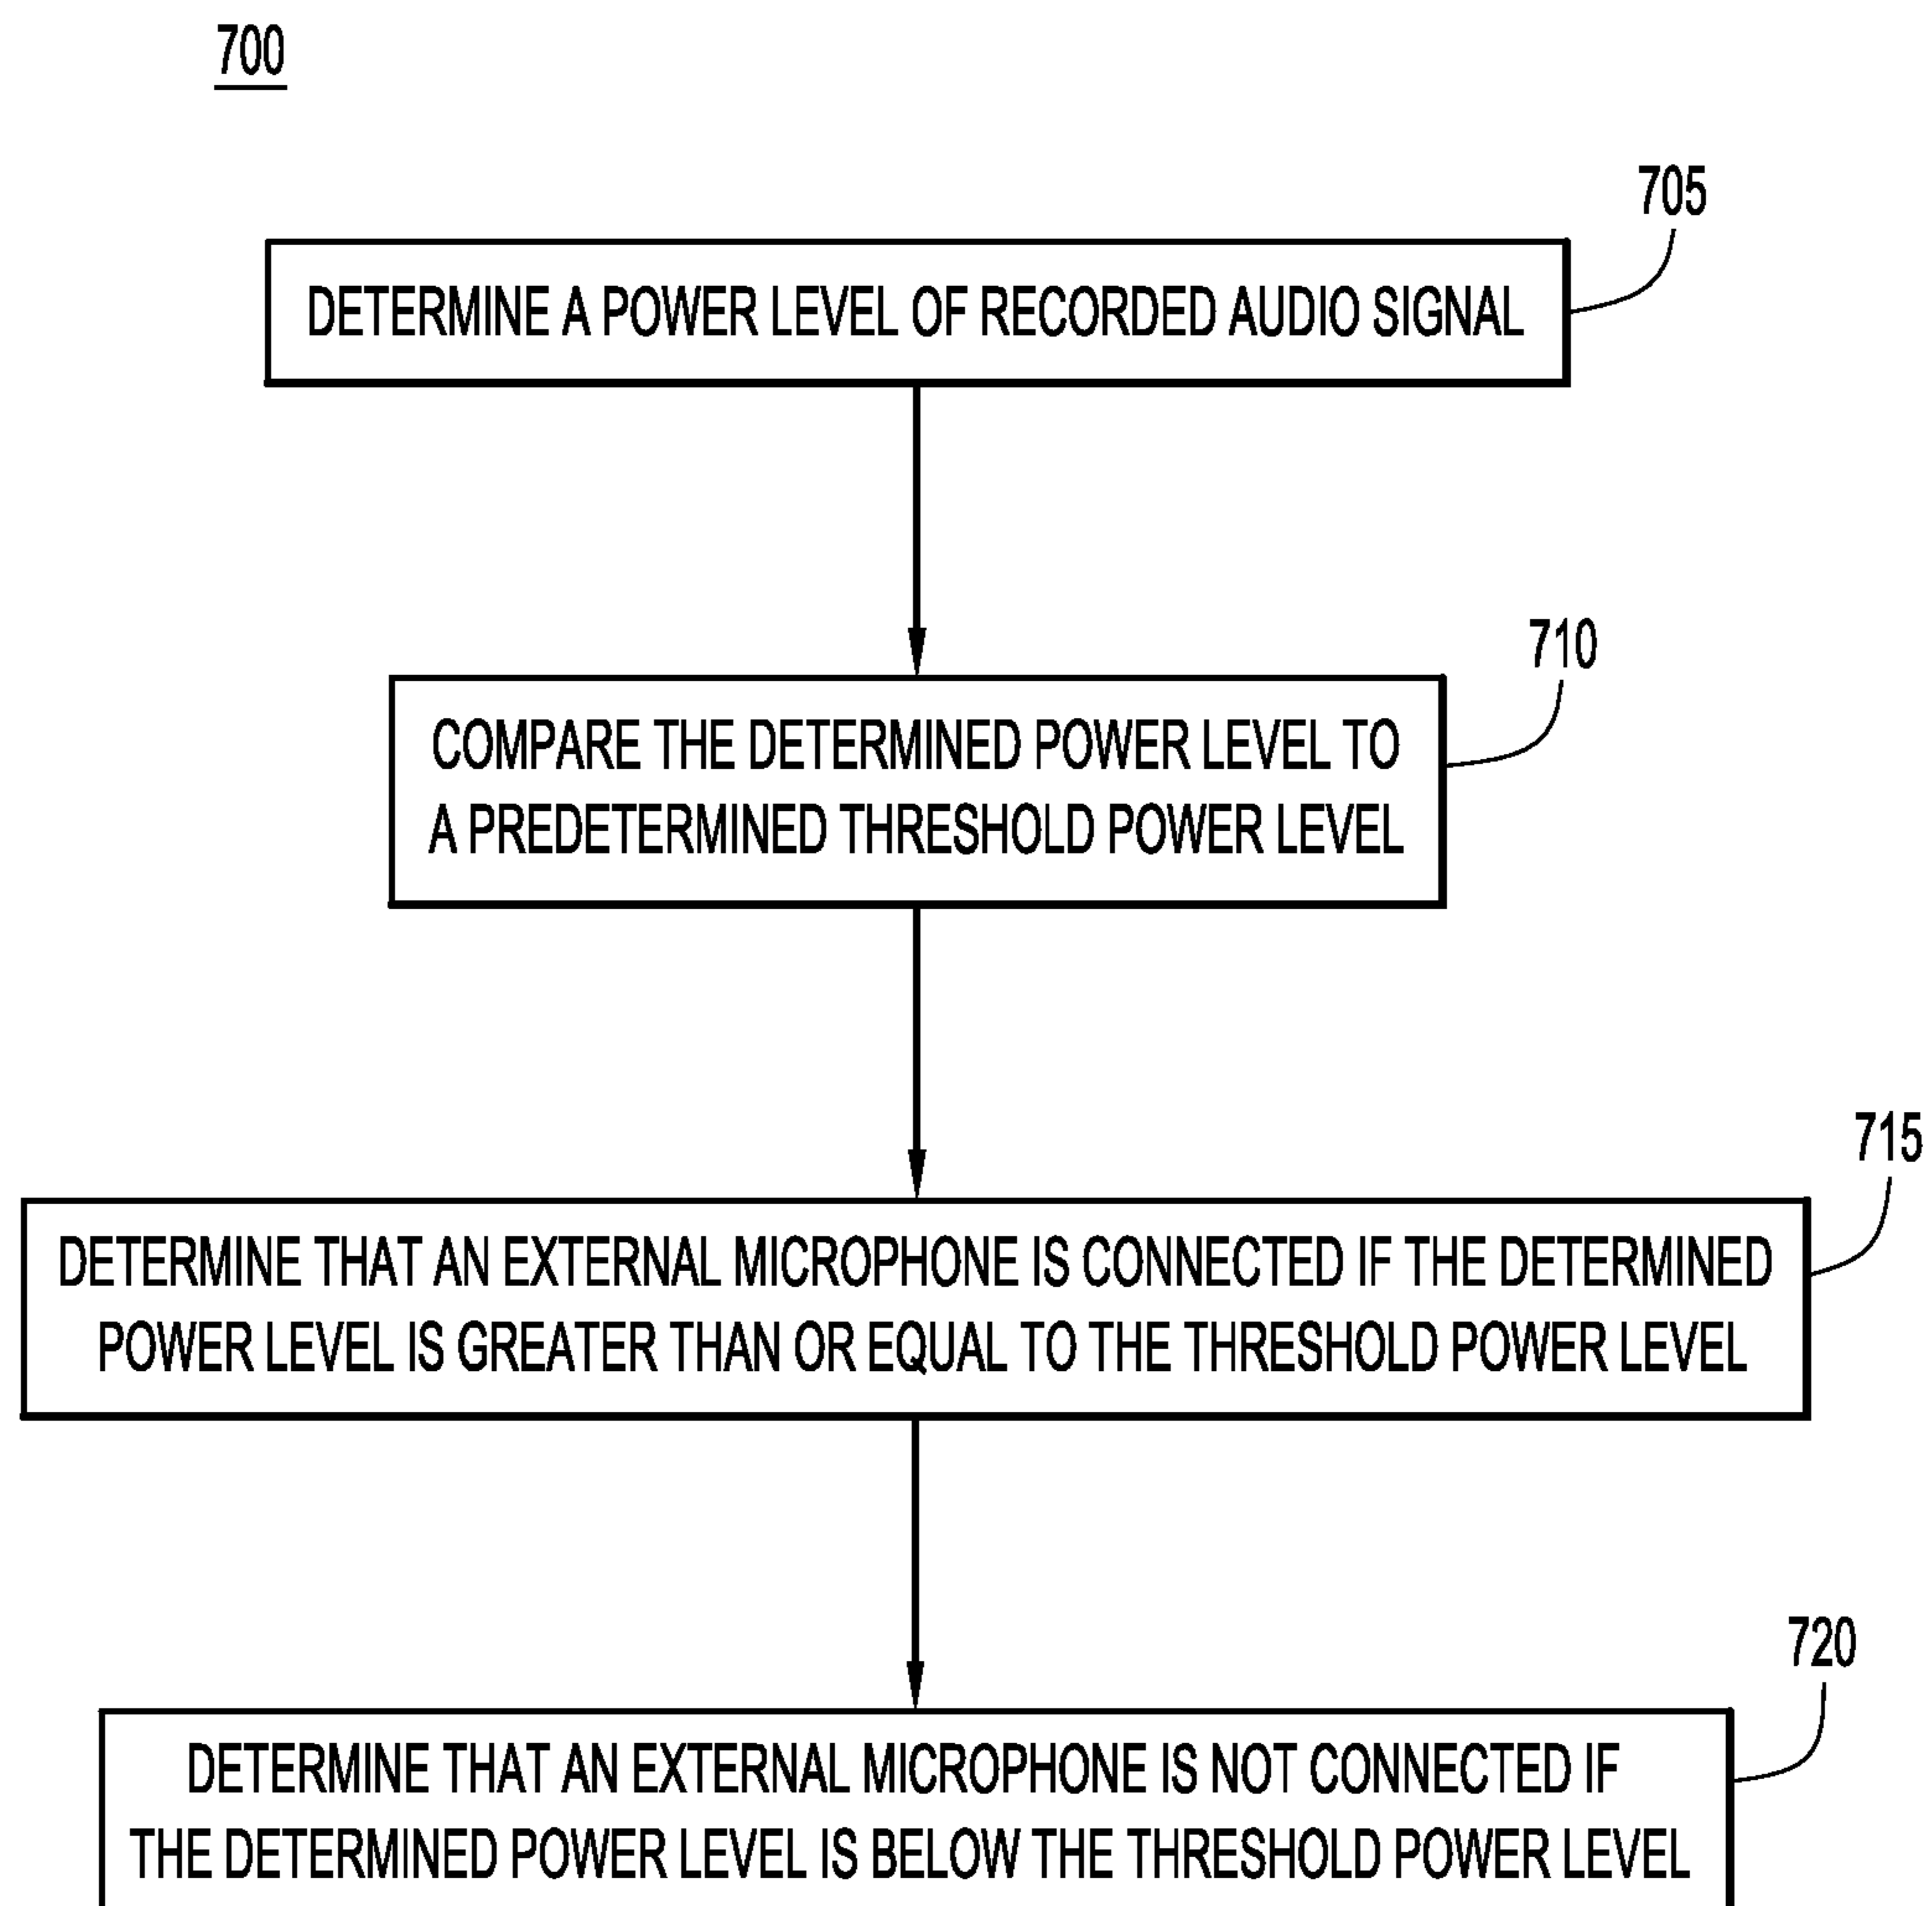 700
705
DETERMINE A POWER LEVEL OF RECORDED AUDIO SIGNAL
710
COMPARE THE DETERMINED POWER LEVEL TO
A PREDETERMINED THRESHOLD POWER LEVEL
715
DETERMINE THAT AN EXTERNAL MICROPHONE IS CONNECTED IF THE DETERMINED
POWER LEVEL IS GREATER THAN OR EQUAL TO THE THRESHOLD POWER LEVEL
720
DETERMINE THAT AN EXTERNAL MICROPHONE IS NOT CONNECTED IF
THE DETERMINED POWER LEVEL IS BELOW THE THRESHOLD POWER LEVEL